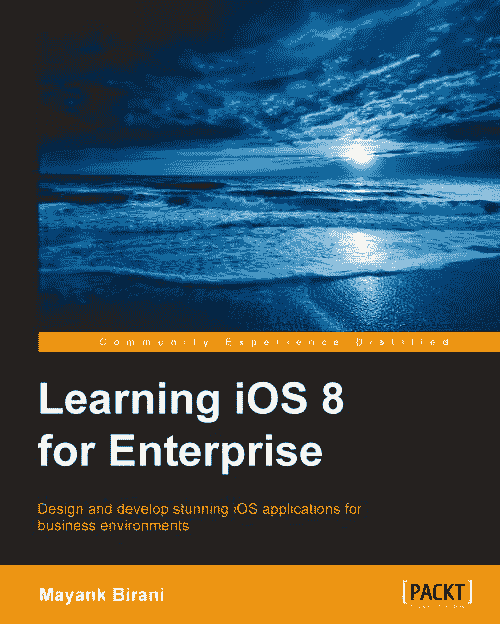 Community Experience Distilled
Learning iOS 8
for Enterprise
Design and develop stunning iOS applications for
business environments
Mayank Birani
[PACKT]